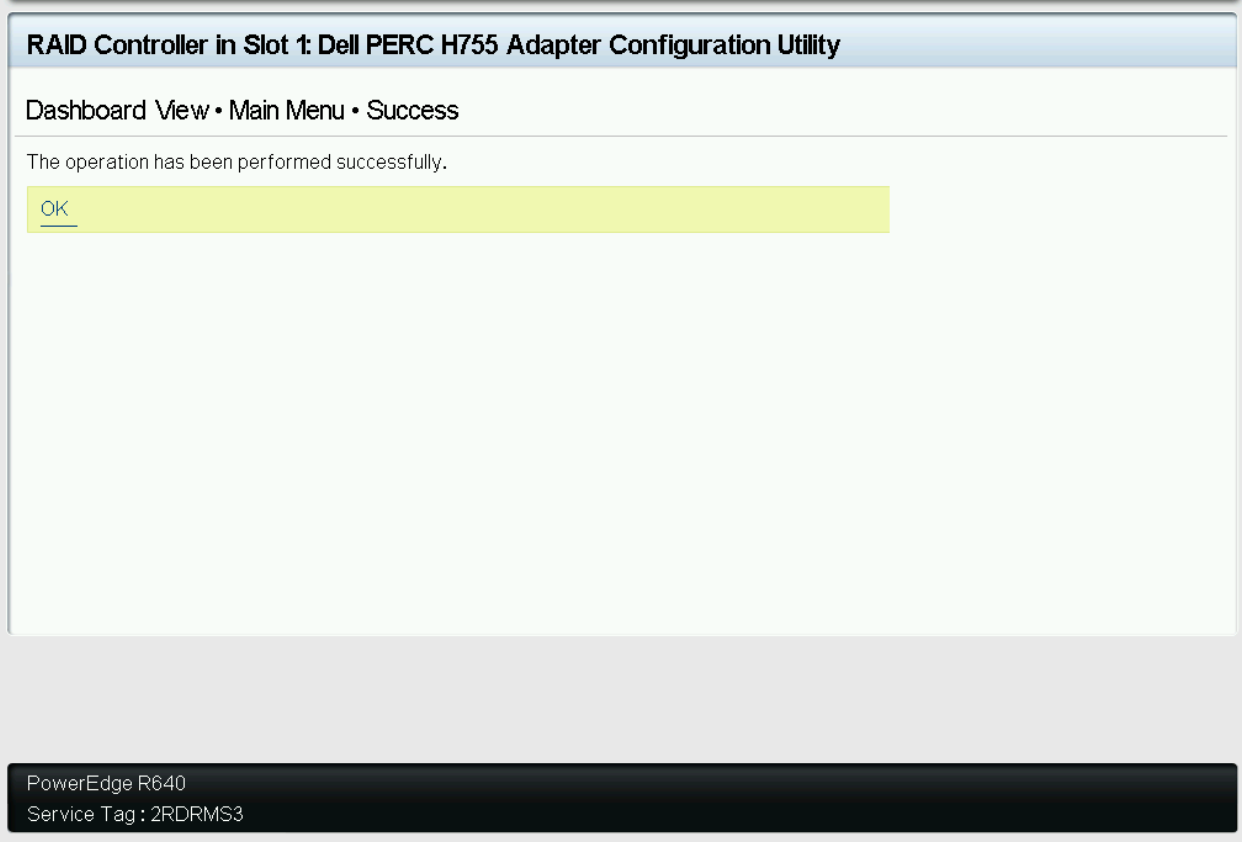 RAID Controller in Slot 1: Dell PERC H755 Adapter Configuration Utility
Dashboard View • Main Menu • Success
The operation has been performed successfully.
OK
PowerEdge R640
Service Tag : 2RDRMS3